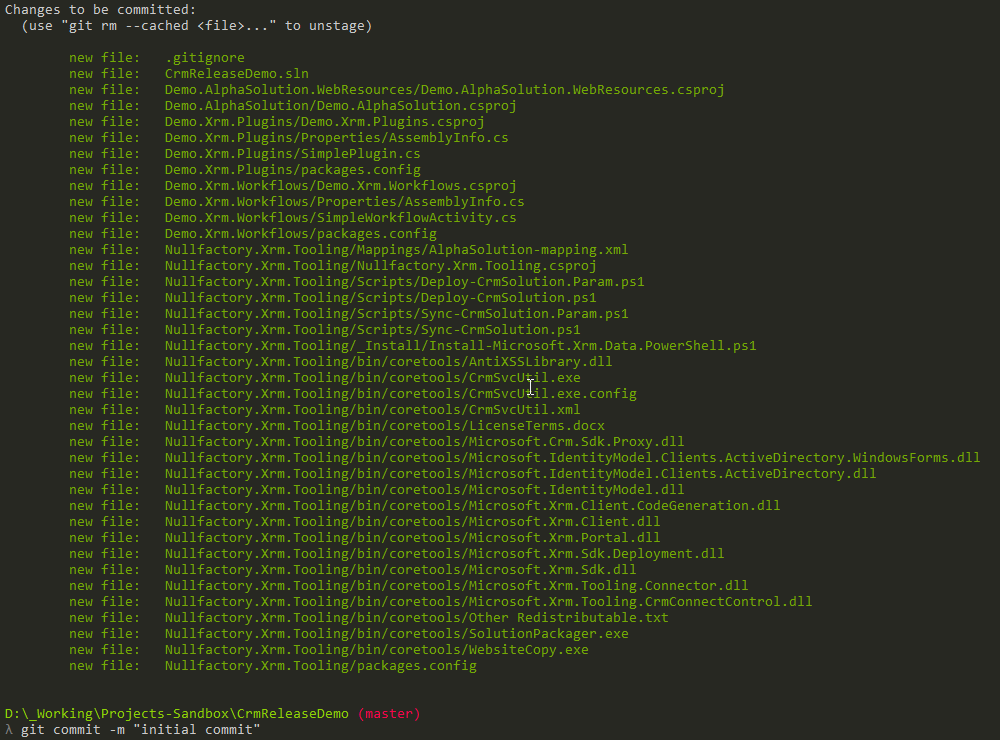 Changes to be committed:
  (use "git rm --cached <file>..." to unstage)

        new file:   .gitignore
        new file:   CrmReleaseDemo.sln
        new file:   Demo.AlphaSolution.WebResources/Demo.AlphaSolution.WebResources.csproj
        new file:   Demo.AlphaSolution/Demo.AlphaSolution.csproj
        new file:   Demo.Xrm.Plugins/Demo.Xrm.Plugins.csproj
        new file:   Demo.Xrm.Plugins/Properties/AssemblyInfo.cs
        new file:   Demo.Xrm.Plugins/SimplePlugin.cs
        new file:   Demo.Xrm.Plugins/packages.config
        new file:   Demo.Xrm.Workflows/Demo.Xrm.Workflows.csproj
        new file:   Demo.Xrm.Workflows/Properties/AssemblyInfo.cs
        new file:   Demo.Xrm.Workflows/SimpleWorkflowActivity.cs
        new file:   Demo.Xrm.Workflows/packages.config
        new file:   Nullfactory.Xrm.Tooling/Mappings/AlphaSolution-mapping.xml
        new file:   Nullfactory.Xrm.Tooling/Nullfactory.Xrm.Tooling.csproj
        new file:   Nullfactory.Xrm.Tooling/Scripts/Deploy-CrmSolution.Param.ps1
        new file:   Nullfactory.Xrm.Tooling/Scripts/Deploy-CrmSolution.ps1
        new file:   Nullfactory.Xrm.Tooling/Scripts/Sync-CrmSolution.Param.ps1
        new file:   Nullfactory.Xrm.Tooling/Scripts/Sync-CrmSolution.ps1
        new file:   Nullfactory.Xrm.Tooling/_Install/Install-Microsoft.Xrm.Data.PowerShell.ps1
        new file:   Nullfactory.Xrm.Tooling/bin/coretools/AntiXSSLibrary.dll
        new file:   Nullfactory.Xrm.Tooling/bin/coretools/CrmSvcUtil.exe
        new file:   Nullfactory.Xrm.Tooling/bin/coretools/CrmSvcUtil.exe.config
        new file:   Nullfactory.Xrm.Tooling/bin/coretools/CrmSvcUtil.xml
        new file:   Nullfactory.Xrm.Tooling/bin/coretools/LicenseTerms.docx
        new file:   Nullfactory.Xrm.Tooling/bin/coretools/Microsoft.Crm.Sdk.Proxy.dll
        new file:   Nullfactory.Xrm.Tooling/bin/coretools/Microsoft.IdentityModel.Clients.ActiveDirectory.WindowsForms.dll
        new file:   Nullfactory.Xrm.Tooling/bin/coretools/Microsoft.IdentityModel.Clients.ActiveDirectory.dll
        new file:   Nullfactory.Xrm.Tooling/bin/coretools/Microsoft.IdentityModel.dll
        new file:   Nullfactory.Xrm.Tooling/bin/coretools/Microsoft.Xrm.Client.CodeGeneration.dll
        new file:   Nullfactory.Xrm.Tooling/bin/coretools/Microsoft.Xrm.Client.dll
        new file:   Nullfactory.Xrm.Tooling/bin/coretools/Microsoft.Xrm.Portal.dll
        new file:   Nullfactory.Xrm.Tooling/bin/coretools/Microsoft.Xrm.Sdk.Deployment.dll
        new file:   Nullfactory.Xrm.Tooling/bin/coretools/Microsoft.Xrm.Sdk.dll
        new file:   Nullfactory.Xrm.Tooling/bin/coretools/Microsoft.Xrm.Tooling.Connector.dll
        new file:   Nullfactory.Xrm.Tooling/bin/coretools/Microsoft.Xrm.Tooling.CrmConnectControl.dll
        new file:   Nullfactory.Xrm.Tooling/bin/coretools/Other Redistributable.txt
        new file:   Nullfactory.Xrm.Tooling/bin/coretools/SolutionPackager.exe
        new file:   Nullfactory.Xrm.Tooling/bin/coretools/WebsiteCopy.exe
        new file:   Nullfactory.Xrm.Tooling/packages.config

D:\_Working\Projects-Sandbox\CrmReleaseDemo (master)
λ git commit -m "initial commit"